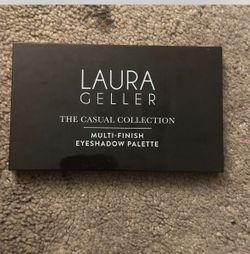 LAURA
GELLER
THE CASUAL COLLECTION
MULTI-FINISH
EYESHADOW PALETTE